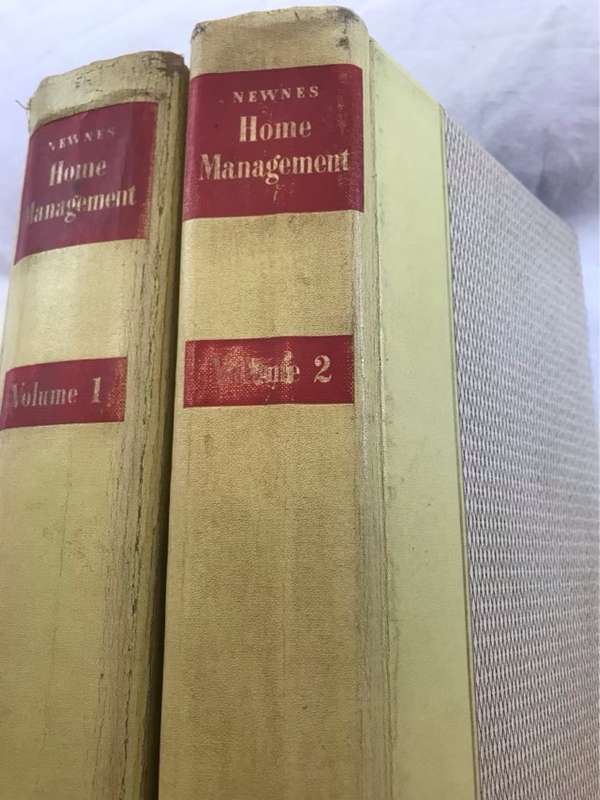 NEWNES
Home
Management
Volume 1
NEWNES
Home
Management
Volume 2